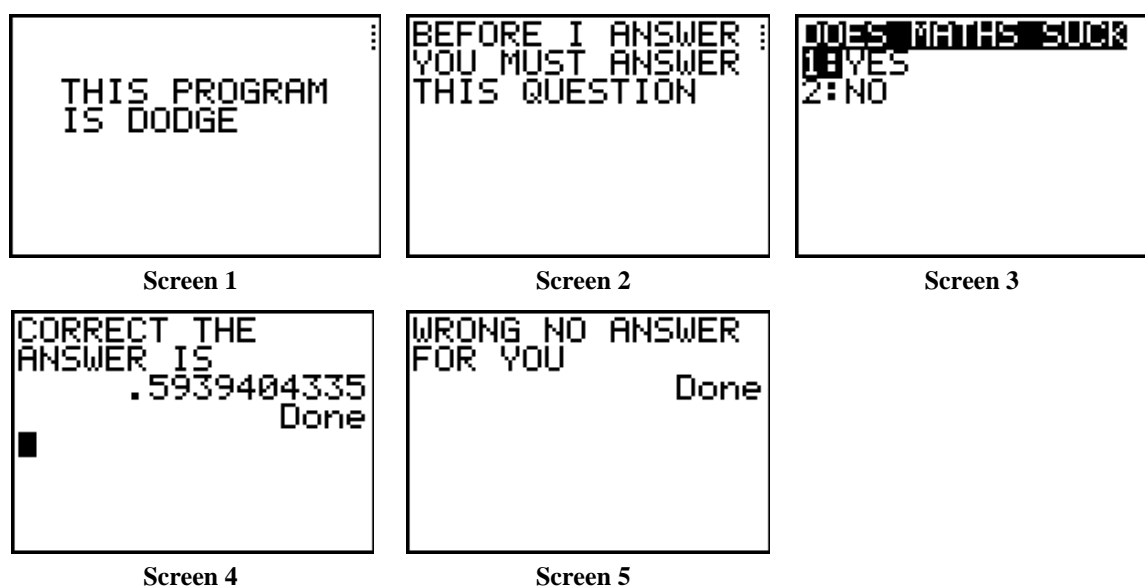 THIS PROGRAM
IS DODGE
Screen 1
BEFORE I ANSWER
YOU MUST ANSWER
THIS QUESTION
Screen 2
DOES MATHS SUCK
1:YES
2:NO
Screen 3
CORRECT THE
ANSWER IS
.5939404335
Done
Screen 4
WRONG NO ANSWER
FOR YOU
Done
Screen 5